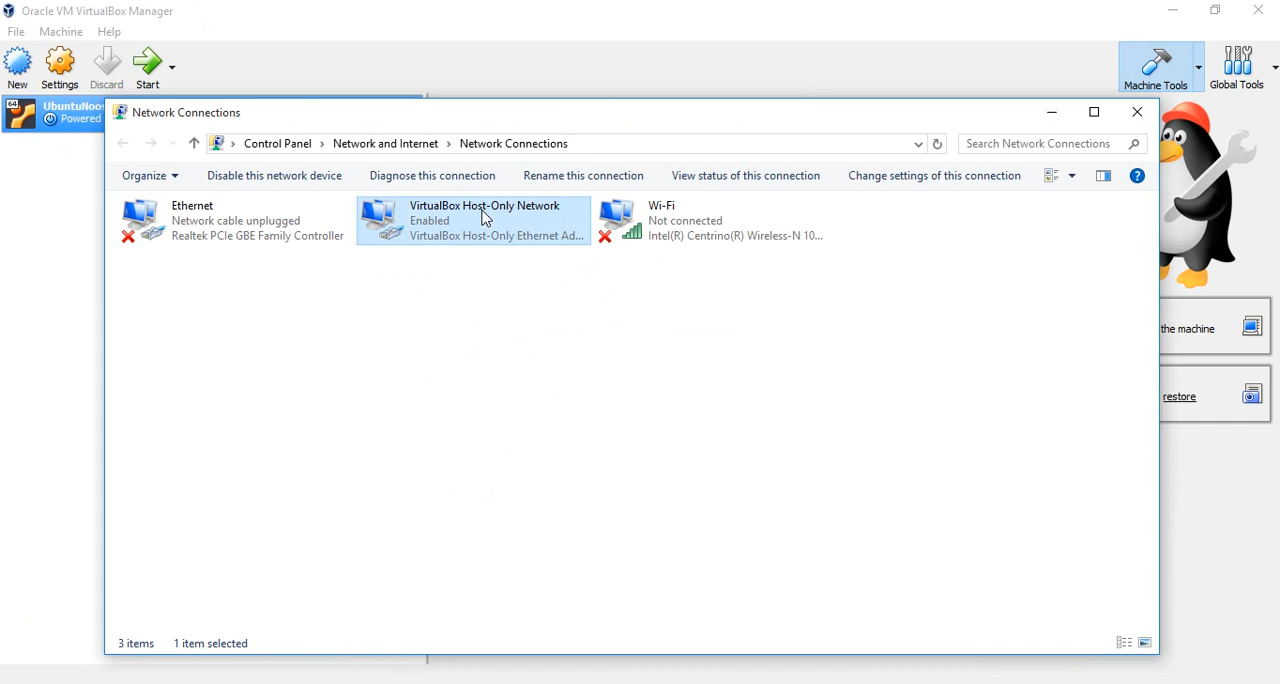 Oracle VM VirtualBox Manager
File Machine Help
New Settings Discard Start
Machine Tools Global Tools
64
UbuntuNoo
Powered
Network Connections
Control Panel > Network and Internet > Network Connections
Search Network Connections
Organize Disable this network device Diagnose this connection Rename this connection View status of this connection Change settings of this connection
Ethernet
Network cable unplugged
Realtek PCIe GBE Family Controller
VirtualBox Host-Only Network
Enabled
VirtualBox Host-Only Ethernet Ad...
Wi-Fi
Not connected
Intel(R) Centrino(R) Wireless-N 10...
the machine
restore
3 items 1 item selected